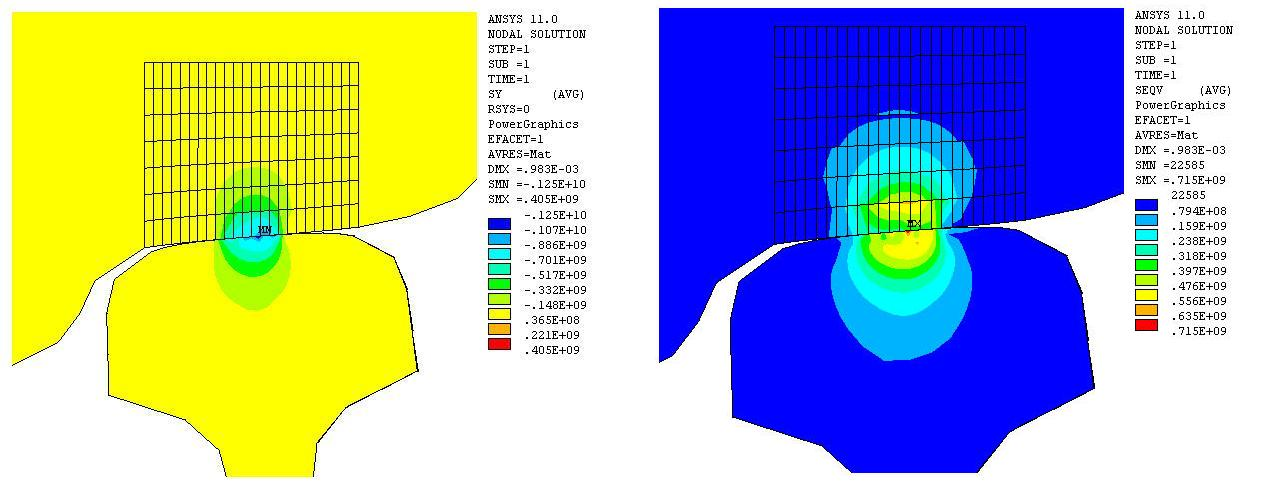 ANSYS 11.0
NODAL SOLUTION
STEP=1
SUB =1
TIME=1
SY (AVG)
RSYS=0
PowerGraphics
EFACET=1
AVRES=Mat
DMX =.983E-03
SMN =-.125E+10
SMX =.405E+09
-.125E+10
-.107E+10
-.886E+09
-.701E+09
-.517E+09
-.332E+09
-.148E+09
.365E+08
.221E+09
.405E+09
MN
ANSYS 11.0
NODAL SOLUTION
STEP=1
SUB =1
TIME=1
SEQV (AVG)
PowerGraphics
EFACET=1
AVRES=Mat
DMX =.983E-03
SMN =22585
SMX =.715E+09
22585
.794E+08
.159E+09
.238E+09
.318E+09
.397E+09
.476E+09
.556E+09
.635E+09
.715E+09
MX